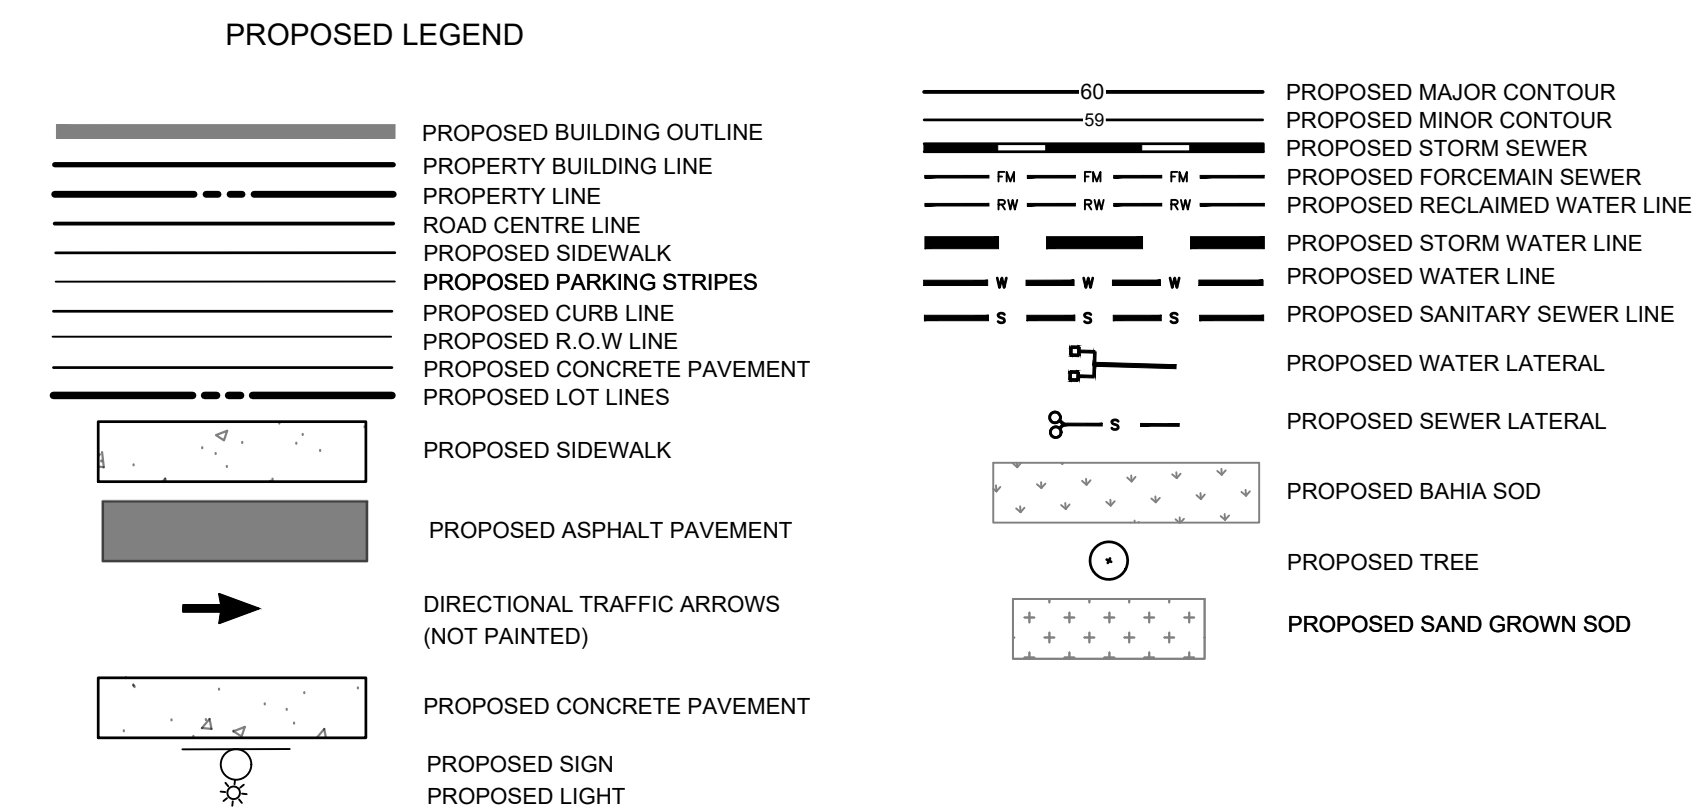 PROPOSED LEGEND
PROPOSED BUILDING OUTLINE
PROPERTY BUILDING LINE
PROPERTY LINE
ROAD CENTRE LINE
PROPOSED SIDEWALK
PROPOSED PARKING STRIPES
PROPOSED CURB LINE
PROPOSED R.O.W LINE
PROPOSED CONCRETE PAVEMENT
PROPOSED LOT LINES
PROPOSED SIDEWALK
PROPOSED ASPHALT PAVEMENT
DIRECTIONAL TRAFFIC ARROWS
(NOT PAINTED)
PROPOSED CONCRETE PAVEMENT
PROPOSED SIGN
PROPOSED LIGHT
60 PROPOSED MAJOR CONTOUR
59 PROPOSED MINOR CONTOUR
PROPOSED STORM SEWER
FM FM FM PROPOSED FORCEMAIN SEWER
RW RW RW PROPOSED RECLAIMED WATER LINE
PROPOSED STORM WATER LINE
W W W PROPOSED WATER LINE
S S S PROPOSED SANITARY SEWER LINE
PROPOSED WATER LATERAL
S PROPOSED SEWER LATERAL
PROPOSED BAHIA SOD
PROPOSED TREE
PROPOSED SAND GROWN SOD